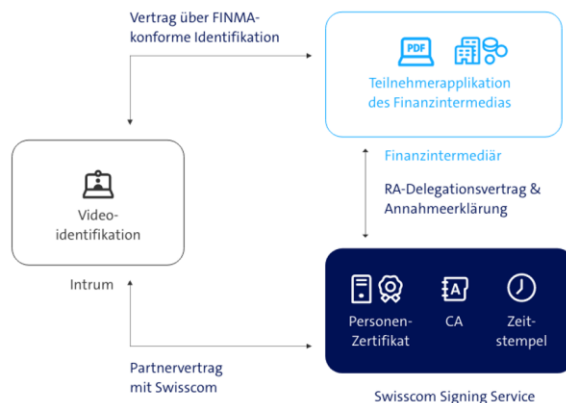 Vertrag über FINMA-
konforme Identifikation
PDF
Teilnehmerapplikation
des Finanzintermedias
Finanzintermediär
RA-Delegationsvertrag &
Annahmeerklärung
Video-
identifikation
Intrum
A
Personen-
Zertifikat
CA
Zeit-
stempel
Partnervertrag
mit Swisscom
Swisscom Signing Service